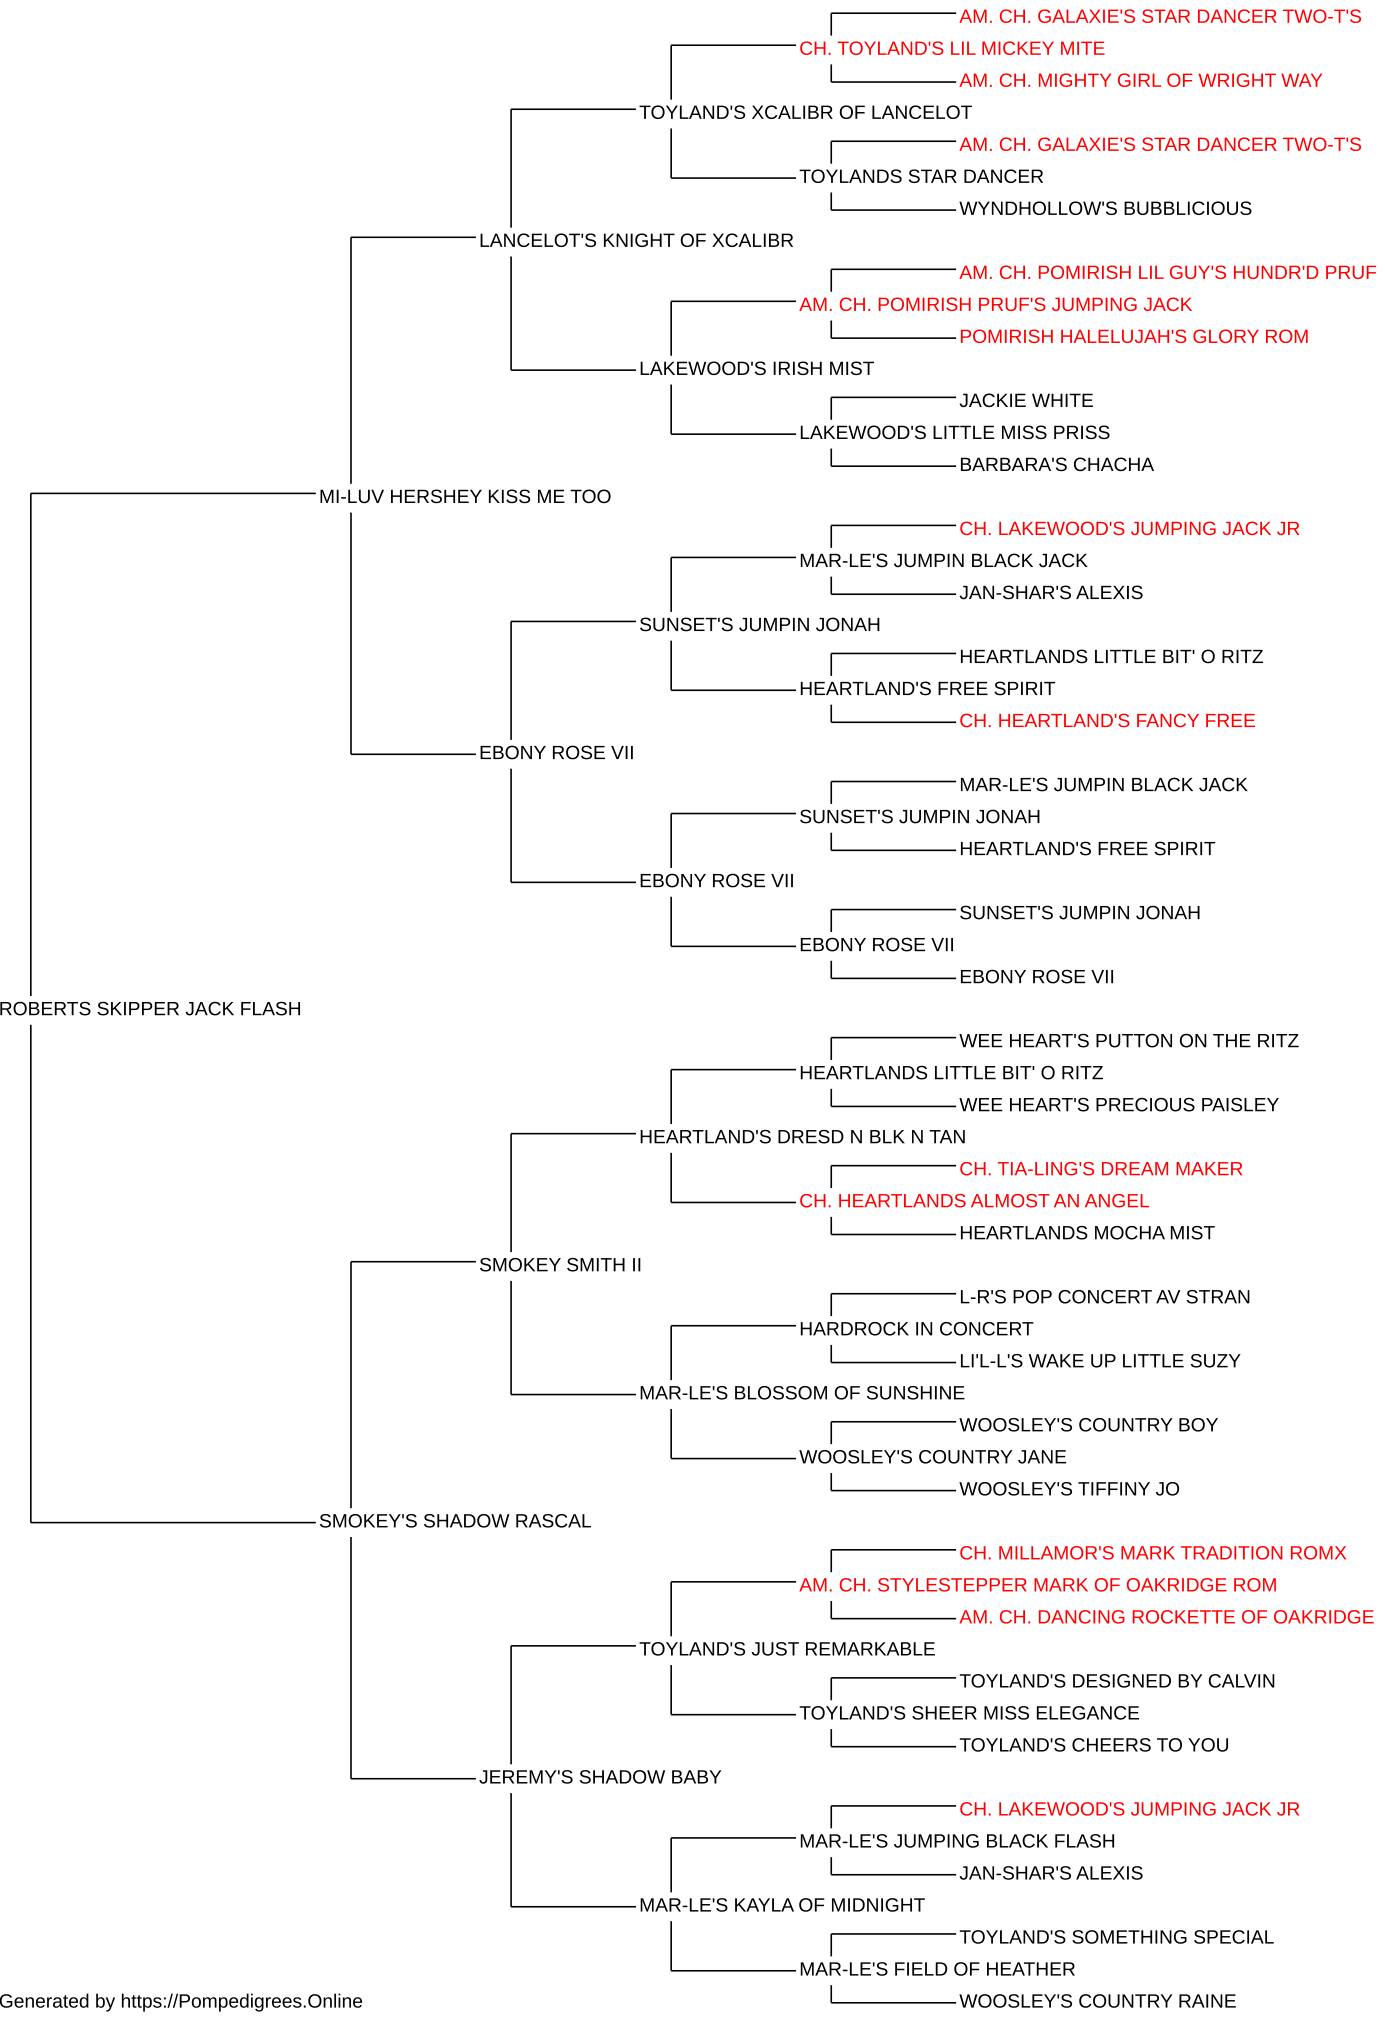 AM. CH. GALAXIE'S STAR DANCER TWO-T'S
CH. TOYLAND'S LIL MICKEY MITE
AM. CH. MIGHTY GIRL OF WRIGHT WAY
TOYLAND'S XCALIBR OF LANCELOT
AM. CH. GALAXIE'S STAR DANCER TWO-T'S
TOYLANDS STAR DANCER
WYNDHOLLOW'S BUBBLICIOUS
LANCELOT'S KNIGHT OF XCALIBR
AM. CH. POMIRISH LIL GUY'S HUNDR'D PRUF
AM. CH. POMIRISH PRUF'S JUMPING JACK
POMIRISH HALELUJAH'S GLORY ROM
LAKEWOOD'S IRISH MIST
JACKIE WHITE
LAKEWOOD'S LITTLE MISS PRISS
BARBARA'S CHACHA
MI-LUV HERSHEY KISS ME TOO
CH. LAKEWOOD'S JUMPING JACK JR
MAR-LE'S JUMPIN BLACK JACK
JAN-SHAR'S ALEXIS
SUNSET'S JUMPIN JONAH
HEARTLANDS LITTLE BIT' O RITZ
HEARTLAND'S FREE SPIRIT
CH. HEARTLAND'S FANCY FREE
EBONY ROSE VII
MAR-LE'S JUMPIN BLACK JACK
SUNSET'S JUMPIN JONAH
HEARTLAND'S FREE SPIRIT
EBONY ROSE VII
SUNSET'S JUMPIN JONAH
EBONY ROSE VII
EBONY ROSE VII
ROBERTS SKIPPER JACK FLASH
WEE HEART'S PUTTON ON THE RITZ
HEARTLANDS LITTLE BIT' O RITZ
WEE HEART'S PRECIOUS PAISLEY
HEARTLAND'S DRESD N BLK N TAN
CH. TIA-LING'S DREAM MAKER
CH. HEARTLANDS ALMOST AN ANGEL
HEARTLANDS MOCHA MIST
SMOKEY SMITH II
L-R'S POP CONCERT AV STRAN
HARDROCK IN CONCERT
LI'L-L'S WAKE UP LITTLE SUZY
MAR-LE'S BLOSSOM OF SUNSHINE
WOOSLEY'S COUNTRY BOY
WOOSLEY'S COUNTRY JANE
WOOSLEY'S TIFFINY JO
SMOKEY'S SHADOW RASCAL
CH. MILLAMOR'S MARK TRADITION ROMX
AM. CH. STYLESTEPPER MARK OF OAKRIDGE ROM
AM. CH. DANCING ROCKETTE OF OAKRIDGE
TOYLAND'S JUST REMARKABLE
TOYLAND'S DESIGNED BY CALVIN
TOYLAND'S SHEER MISS ELEGANCE
TOYLAND'S CHEERS TO YOU
JEREMY'S SHADOW BABY
CH. LAKEWOOD'S JUMPING JACK JR
MAR-LE'S JUMPING BLACK FLASH
JAN-SHAR'S ALEXIS
MAR-LE'S KAYLA OF MIDNIGHT
TOYLAND'S SOMETHING SPECIAL
MAR-LE'S FIELD OF HEATHER
WOOSLEY'S COUNTRY RAINE
Generated by https://Pompedigrees.Online